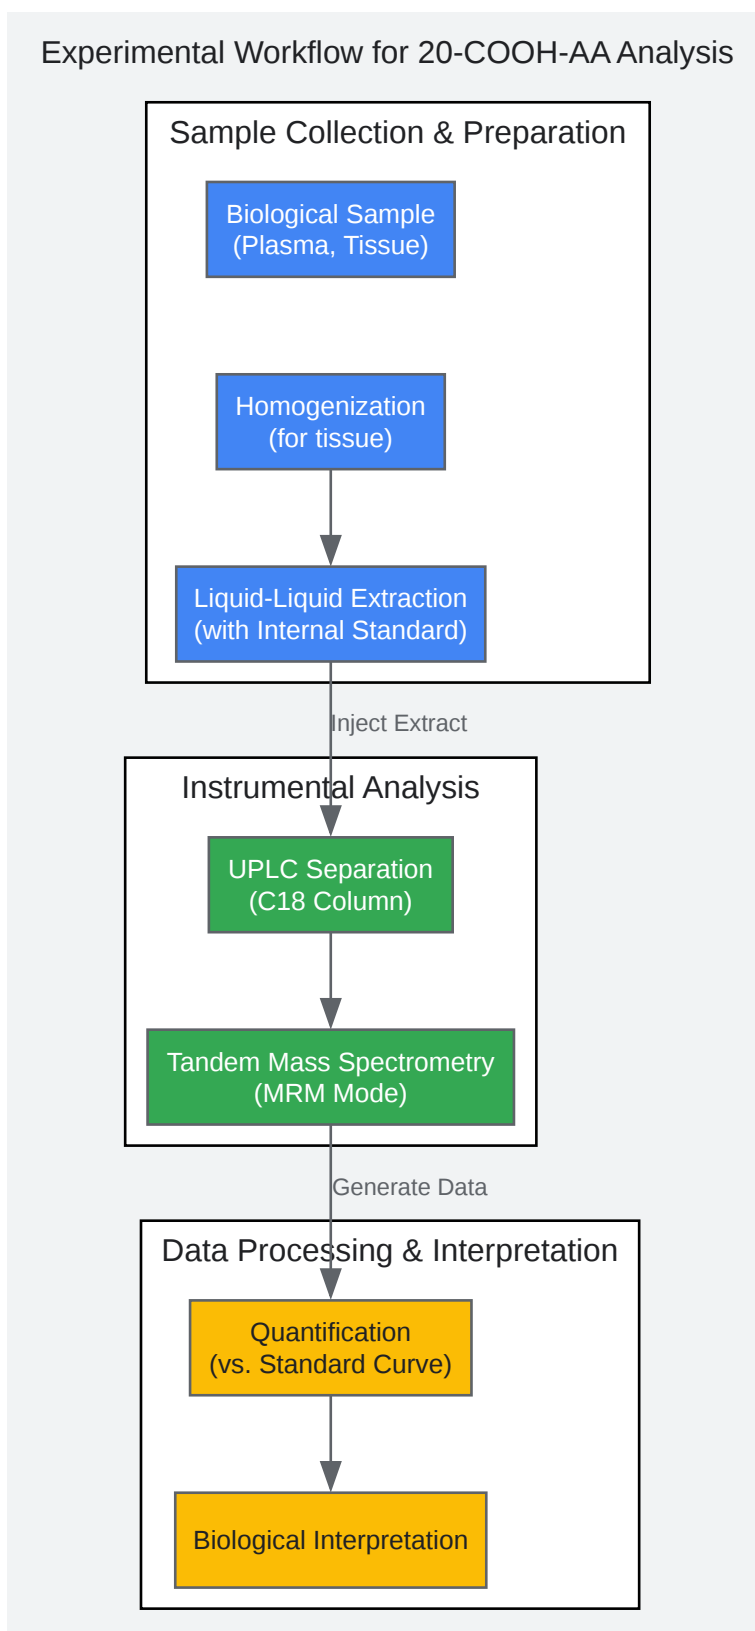 Experimental Workflow for 20-COOH-AA Analysis
Sample Collection & Preparation
Biological Sample
(Plasma, Tissue)
Homogenization
(for tissue)
Liquid-Liquid Extraction
(with Internal Standard)
Inject Extract
Instrumental Analysis
UPLC Separation
(C18 Column)
Tandem Mass Spectrometry
(MRM Mode)
Generate Data
Data Processing & Interpretation
Quantification
(vs. Standard Curve)
Biological Interpretation